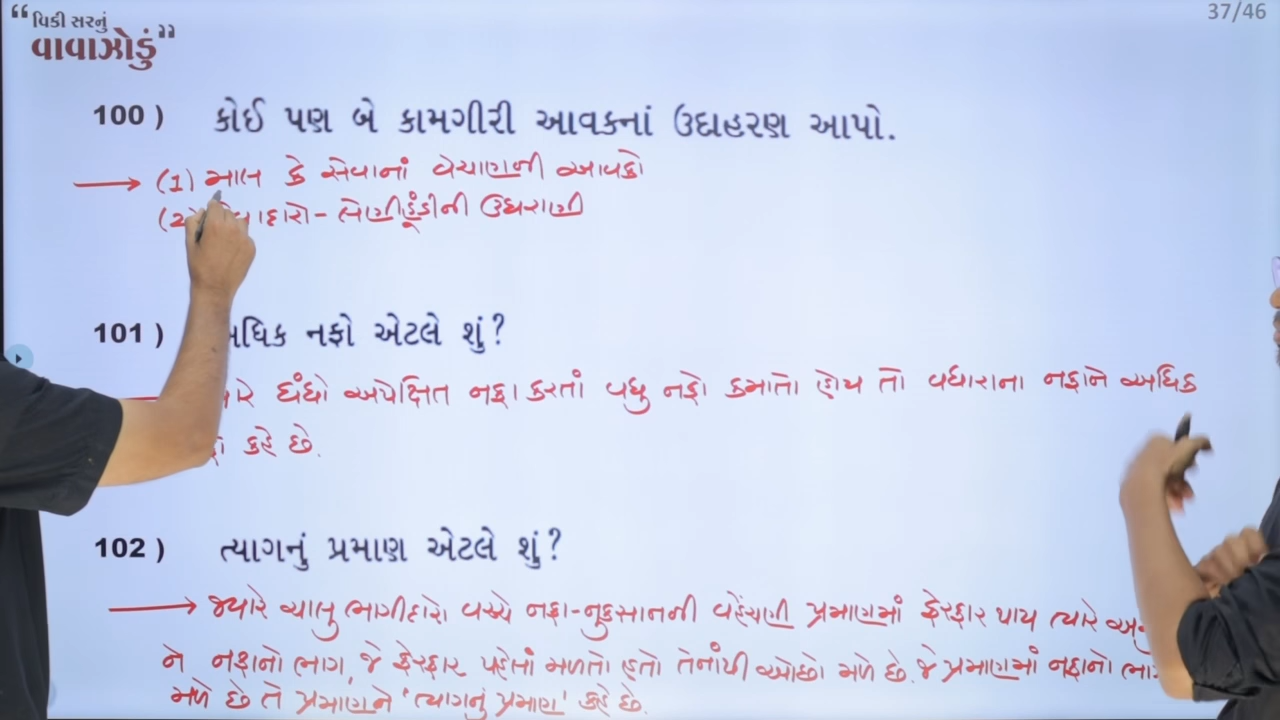 "વિકી સરનું
વાવાઝોડું"
37/46
100 ) કોઈ પણ બે કામગીરી આવકનાં ઉદાહરણ આપો.
→ (1) માલ કે સેવાનાં વેચાણની આવકો
(2) દારો - લેણીહૂંડીની ઉઘરાણી
101 ) અધિક નફો એટલે શું?
ધંધો અપેક્ષિત નફા કરતાં વધુ નફો કમાતો હોય તો વધારાના નફાને અધિક
કહે છે.
102 ) ત્યાગનું પ્રમાણ એટલે શું?
→ જ્યારે ચાલુ ભાગીદારો વચ્ચે નફા-નુકસાનની વહેંચણી પ્રમાણમાં ફેરફાર થાય ત્યારે
ને નફાનો ભાગ, જે ફેરફાર પહેલાં મળતો હતો તેનાંથી ઓછો મળે છે. જે પ્રમાણમાં નફાનો
મળે છે તે પ્રમાણને 'ત્યાગનું પ્રમાણ' કહે છે.